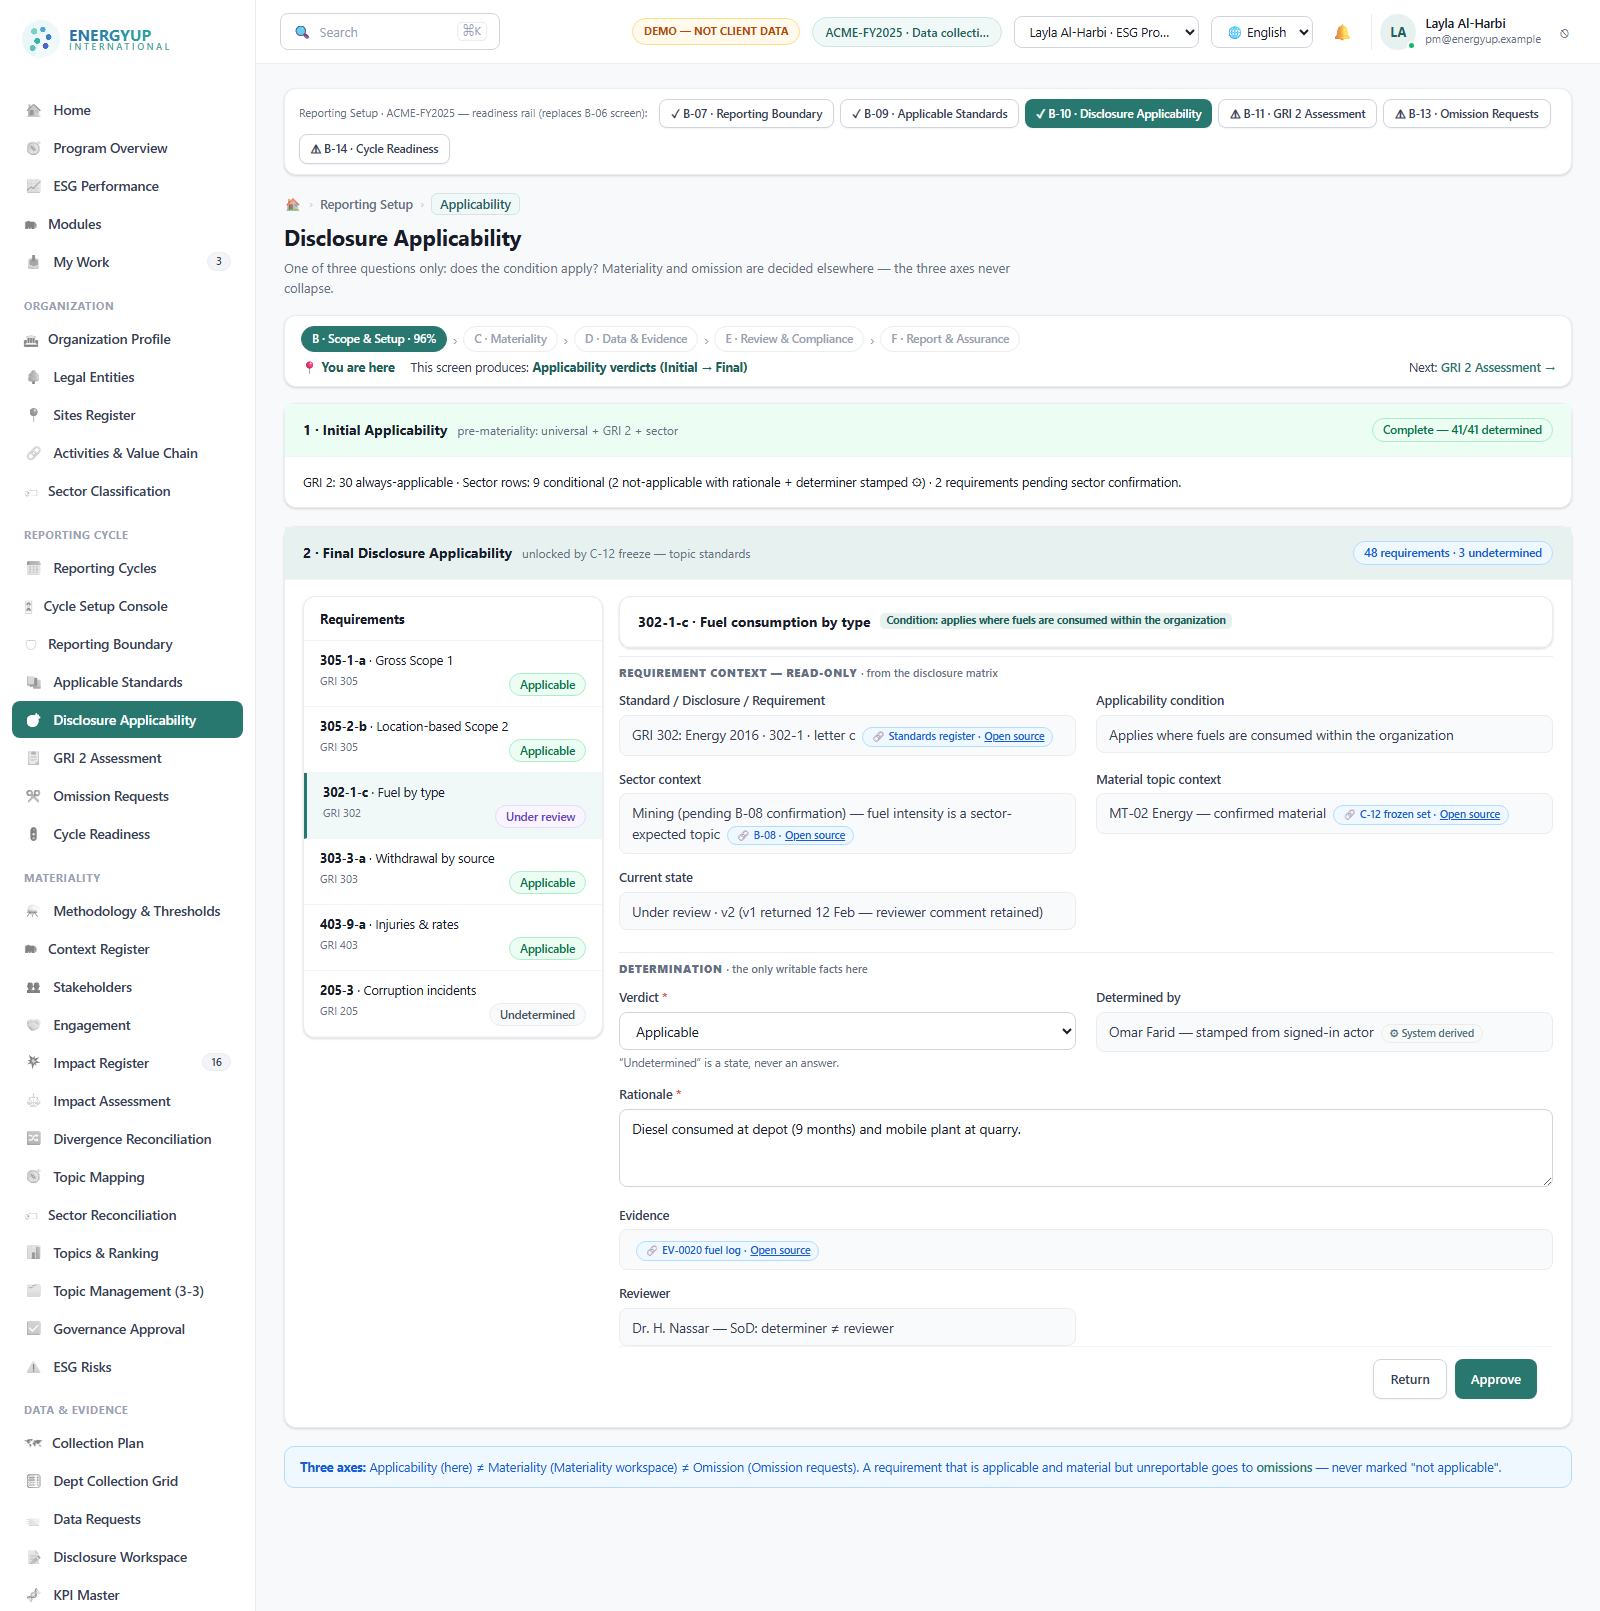 ENERGYUP
INTERNATIONAL
Home
Program Overview
ESG Performance
Modules
My Work 3
ORGANIZATION
Organization Profile
Legal Entities
Sites Register
Activities & Value Chain
Sector Classification
REPORTING CYCLE
Reporting Cycles
Cycle Setup Console
Reporting Boundary
Applicable Standards
Disclosure Applicability
GRI 2 Assessment
Omission Requests
Cycle Readiness
MATERIALITY
Methodology & Thresholds
Context Register
Stakeholders
Engagement
Impact Register 16
Impact Assessment
Divergence Reconciliation
Topic Mapping
Sector Reconciliation
Topics & Ranking
Topic Management (3-3)
Governance Approval
ESG Risks
DATA & EVIDENCE
Collection Plan
Dept Collection Grid
Data Requests
Disclosure Workspace
KPI Master
Search ⌘K
DEMO — NOT CLIENT DATA
ACME-FY2025 · Data collecti...
Layla Al-Harbi · ESG Pro...
English
LA
Layla Al-Harbi
pm@energyup.example
Reporting Setup · ACME-FY2025 — readiness rail (replaces B-06 screen):
✓ B-07 · Reporting Boundary
✓ B-09 · Applicable Standards
✓ B-10 · Disclosure Applicability
⚠ B-11 · GRI 2 Assessment
⚠ B-13 · Omission Requests
⚠ B-14 · Cycle Readiness
› Reporting Setup › Applicability
Disclosure Applicability
One of three questions only: does the condition apply? Materiality and omission are decided elsewhere — the three axes never
collapse.
B · Scope & Setup · 96% › C · Materiality › D · Data & Evidence › E · Review & Compliance › F · Report & Assurance
You are here This screen produces: Applicability verdicts (Initial → Final)
Next: GRI 2 Assessment →
1 · Initial Applicability pre-materiality: universal + GRI 2 + sector
Complete — 41/41 determined
GRI 2: 30 always-applicable · Sector rows: 9 conditional (2 not-applicable with rationale + determiner stamped ⚙) · 2 requirements pending sector confirmation.
2 · Final Disclosure Applicability unlocked by C-12 freeze — topic standards
48 requirements · 3 undetermined
Requirements
305-1-a · Gross Scope 1
GRI 305
Applicable
305-2-b · Location-based Scope 2
GRI 305
Applicable
302-1-c · Fuel by type
GRI 302
Under review
303-3-a · Withdrawal by source
GRI 303
Applicable
403-9-a · Injuries & rates
GRI 403
Applicable
205-3 · Corruption incidents
GRI 205
Undetermined
302-1-c · Fuel consumption by type Condition: applies where fuels are consumed within the organization
REQUIREMENT CONTEXT — READ-ONLY · from the disclosure matrix
Standard / Disclosure / Requirement
GRI 302: Energy 2016 · 302-1 · letter c Standards register · Open source
Applicability condition
Applies where fuels are consumed within the organization
Sector context
Mining (pending B-08 confirmation) — fuel intensity is a sector-
expected topic B-08 · Open source
Material topic context
MT-02 Energy — confirmed material C-12 frozen set · Open source
Current state
Under review · v2 (v1 returned 12 Feb — reviewer comment retained)
DETERMINATION · the only writable facts here
Verdict *
Applicable
"Undetermined" is a state, never an answer.
Determined by
Omar Farid — stamped from signed-in actor ⚙ System derived
Rationale *
Diesel consumed at depot (9 months) and mobile plant at quarry.
Evidence
EV-0020 fuel log · Open source
Reviewer
Dr. H. Nassar — SoD: determiner ≠ reviewer
Return
Approve
Three axes: Applicability (here) ≠ Materiality (Materiality workspace) ≠ Omission (Omission requests). A requirement that is applicable and material but unreportable goes to omissions — never marked "not applicable".